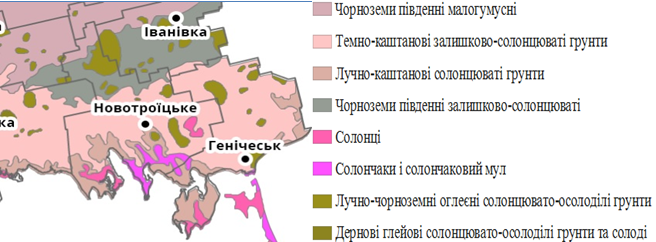 Іванівка
Новотроїцьке
ка
Генічеськ
Чорноземи південні малогумусні
Темно-каштанові залишково-солонцюваті грунти
Лучно-каштанові солонцюваті грунти
Чорноземи південні залишково-солонцюваті
Солонці
Солончаки і солончаковий мул
Лучно-чорноземні оглеєні солонцювато-осолоділі грунти
Дернові глейові солонцювато-осолоділі грунти та солоді